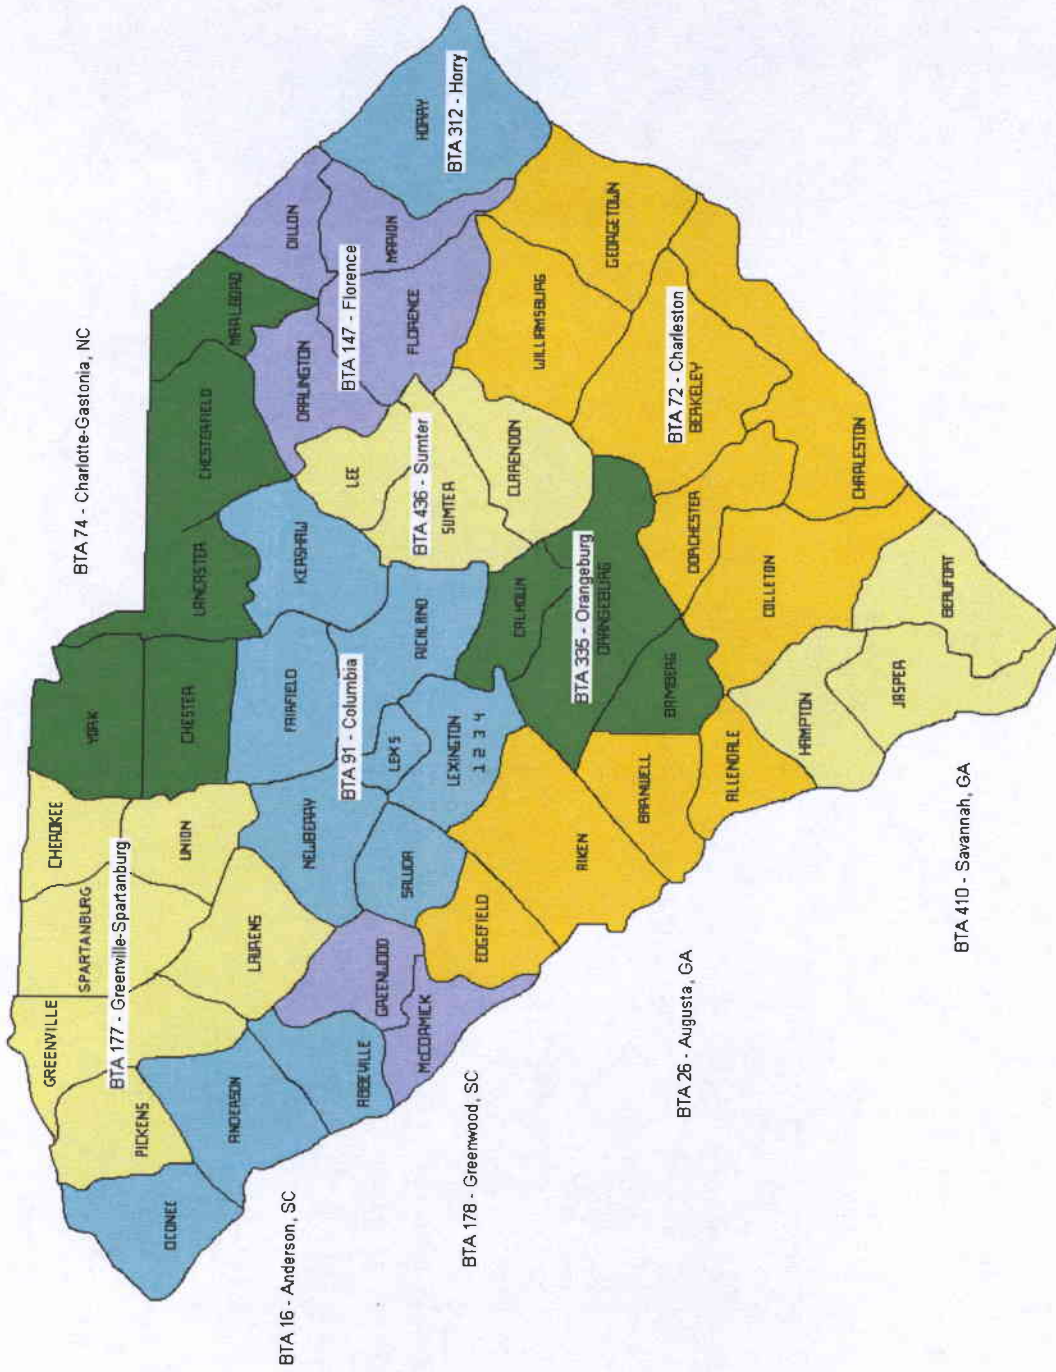 GREENVILLE
CHEROKEE
SPARTANBURG
YORK
BTA 74 - Charlotte-Gastonia, NC
BTA 177 - Greenville-Spartanburg
PICKENS
OCONEE
UNION
CHESTER
LANCASTER
CHESTERFIELD
MARLBORO
ANDERSON
LAURENS
BTA 16 - Anderson, SC
FAIRFIELD
KERSHAW
DARLINGTON
DILLON
NEWBERRY
BTA 91 - Columbia
LEE
BTA 147 - Florence
ABBEVILLE
GREENWOOD
LEX 5
MARION
McCORMICK
SALUDA
RICHLAND
BTA 436 - Sumter
FLORENCE
HORRY
BTA 312 - Horry
LEXINGTON
1 2 3 4
SUMTER
BTA 178 - Greenwood, SC
EDGEFIELD
CALHOUN
CLARENDON
WILLIAMSBURG
AIKEN
BTA 335 - Orangeburg
ORANGEBURG
GEORGETOWN
BARNWELL
BAMBERG
BTA 72 - Charleston
BERKELEY
BTA 26 - Augusta, GA
DORCHESTER
ALLENDALE
COLLETON
HAMPTON
CHARLESTON
JASPER
BEAUFORT
BTA 410 - Savannah, GA